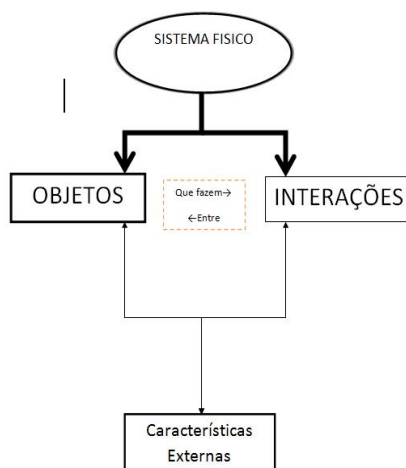 SISTEMA FISICO
OBJETOS
Que fazem→
←Entre
INTERAÇÕES
Características
Externas